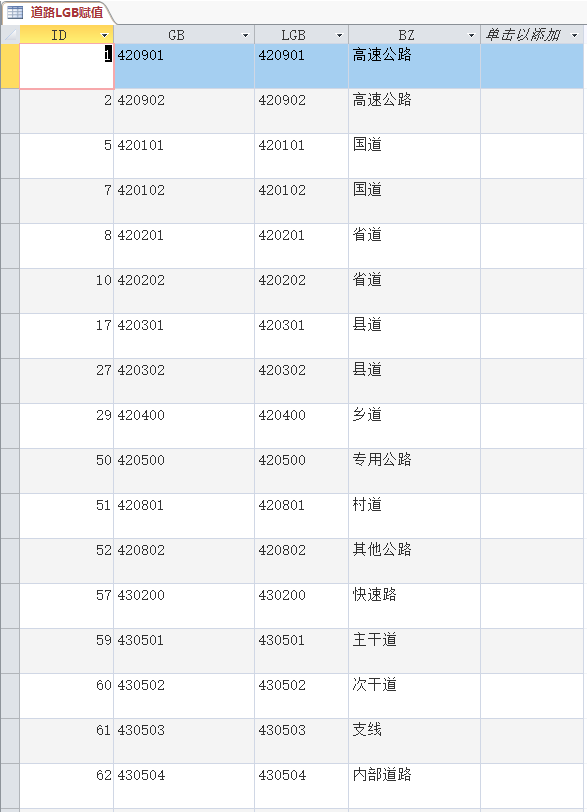 道路LGB赋值
ID GB LGB BZ 单击以添加
1 420901 420901 高速公路
2 420902 420902 高速公路
5 420101 420101 国道
7 420102 420102 国道
8 420201 420201 省道
10 420202 420202 省道
17 420301 420301 县道
27 420302 420302 县道
29 420400 420400 乡道
50 420500 420500 专用公路
51 420801 420801 村道
52 420802 420802 其他公路
57 430200 430200 快速路
59 430501 430501 主干道
60 430502 430502 次干道
61 430503 430503 支线
62 430504 430504 内部道路